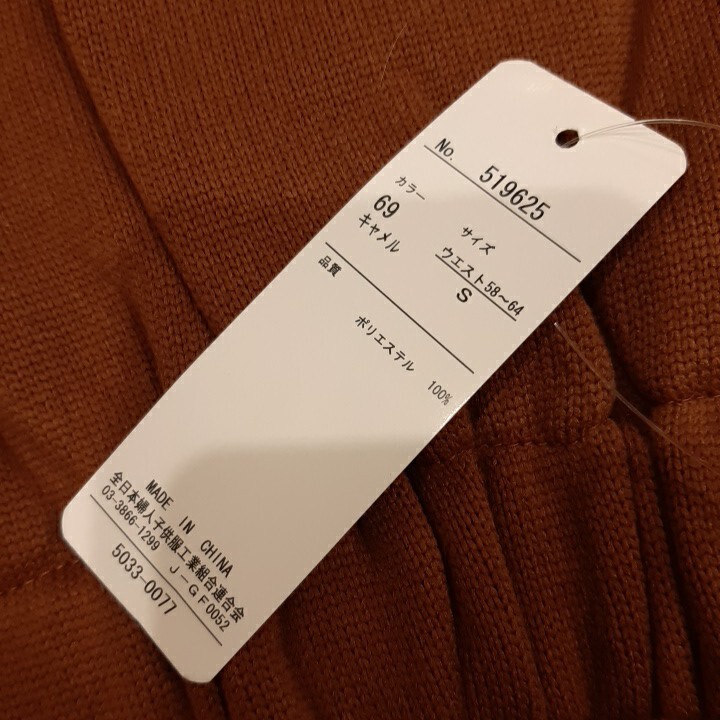 No. 519625
カラー サイズ
69 ウエスト58～64
キャメル S
品質
ポリエステル 100%
MADE IN CHINA
全日本婦人子供服工業組合連合会
03-3866-1299 J-GF0052
5033-0077